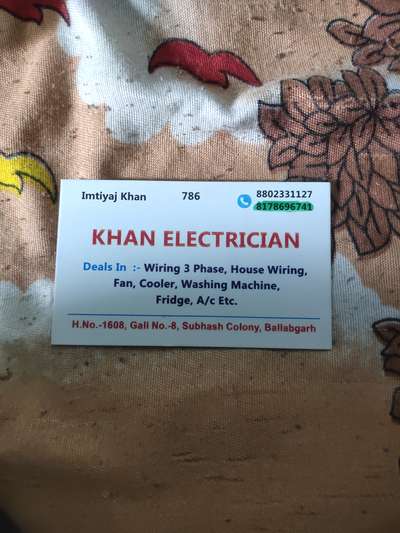 Imtiyaj Khan 786 8802331127
8178696741
KHAN ELECTRICIAN
Deals In :- Wiring 3 Phase, House Wiring,
Fan, Cooler, Washing Machine,
Fridge, A/c Etc.
H.No.-1608, Gali No.-8, Subhash Colony, Ballabgarh